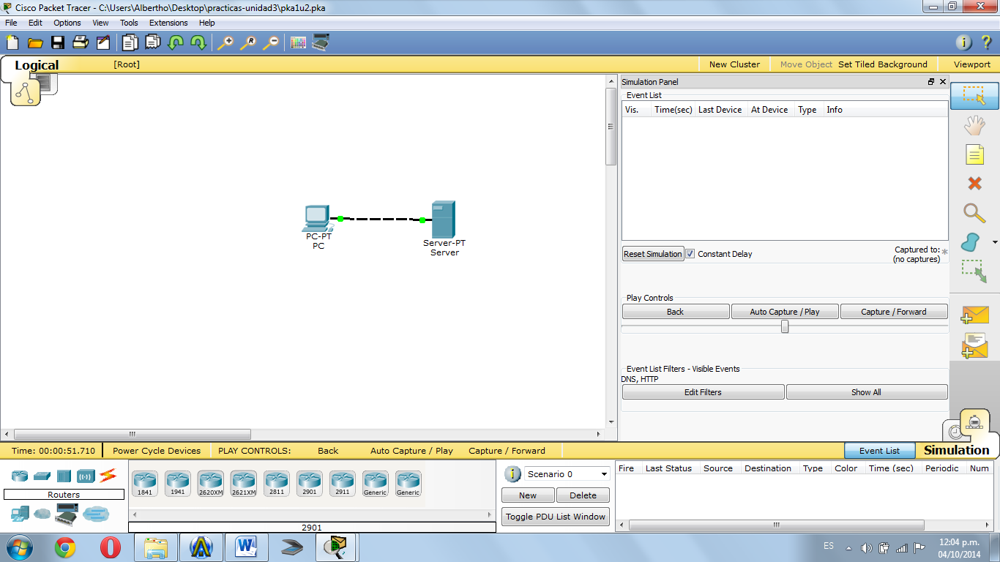 Cisco Packet Tracer - C:\Users\Albertho\Desktop\practicas-unidad3\pka1u2.pka
File Edit Options View Tools Extensions Help
Logical [Root] New Cluster Move Object Set Tiled Background Viewport
Simulation Panel
Event List
Vis. Time(sec) Last Device At Device Type Info
PC-PT
PC
Server-PT
Server
Reset Simulation Constant Delay Captured to: *
(no captures)
Play Controls
Back Auto Capture / Play Capture / Forward
Event List Filters - Visible Events
DNS, HTTP
Edit Filters Show All
Time: 00:00:51.710 Power Cycle Devices PLAY CONTROLS: Back Auto Capture / Play Capture / Forward Event List Simulation
Routers
1841 1941 2620XM 2621XM 2811 2901 2911 Generic Generic
2901
Scenario 0
New Delete
Toggle PDU List Window
Fire Last Status Source Destination Type Color Time (sec) Periodic Num
ES 12:04 p.m.
04/10/2014